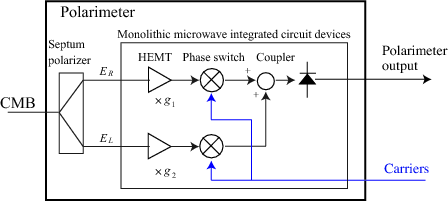 Polarimeter
Monolithic microwave integrated circuit devices
Septum
polarizer
HEMT
Phase switch
Coupler
Polarimeter
output
E_R
+
× g_1
+
CMB
E_L
× g_2
Carriers